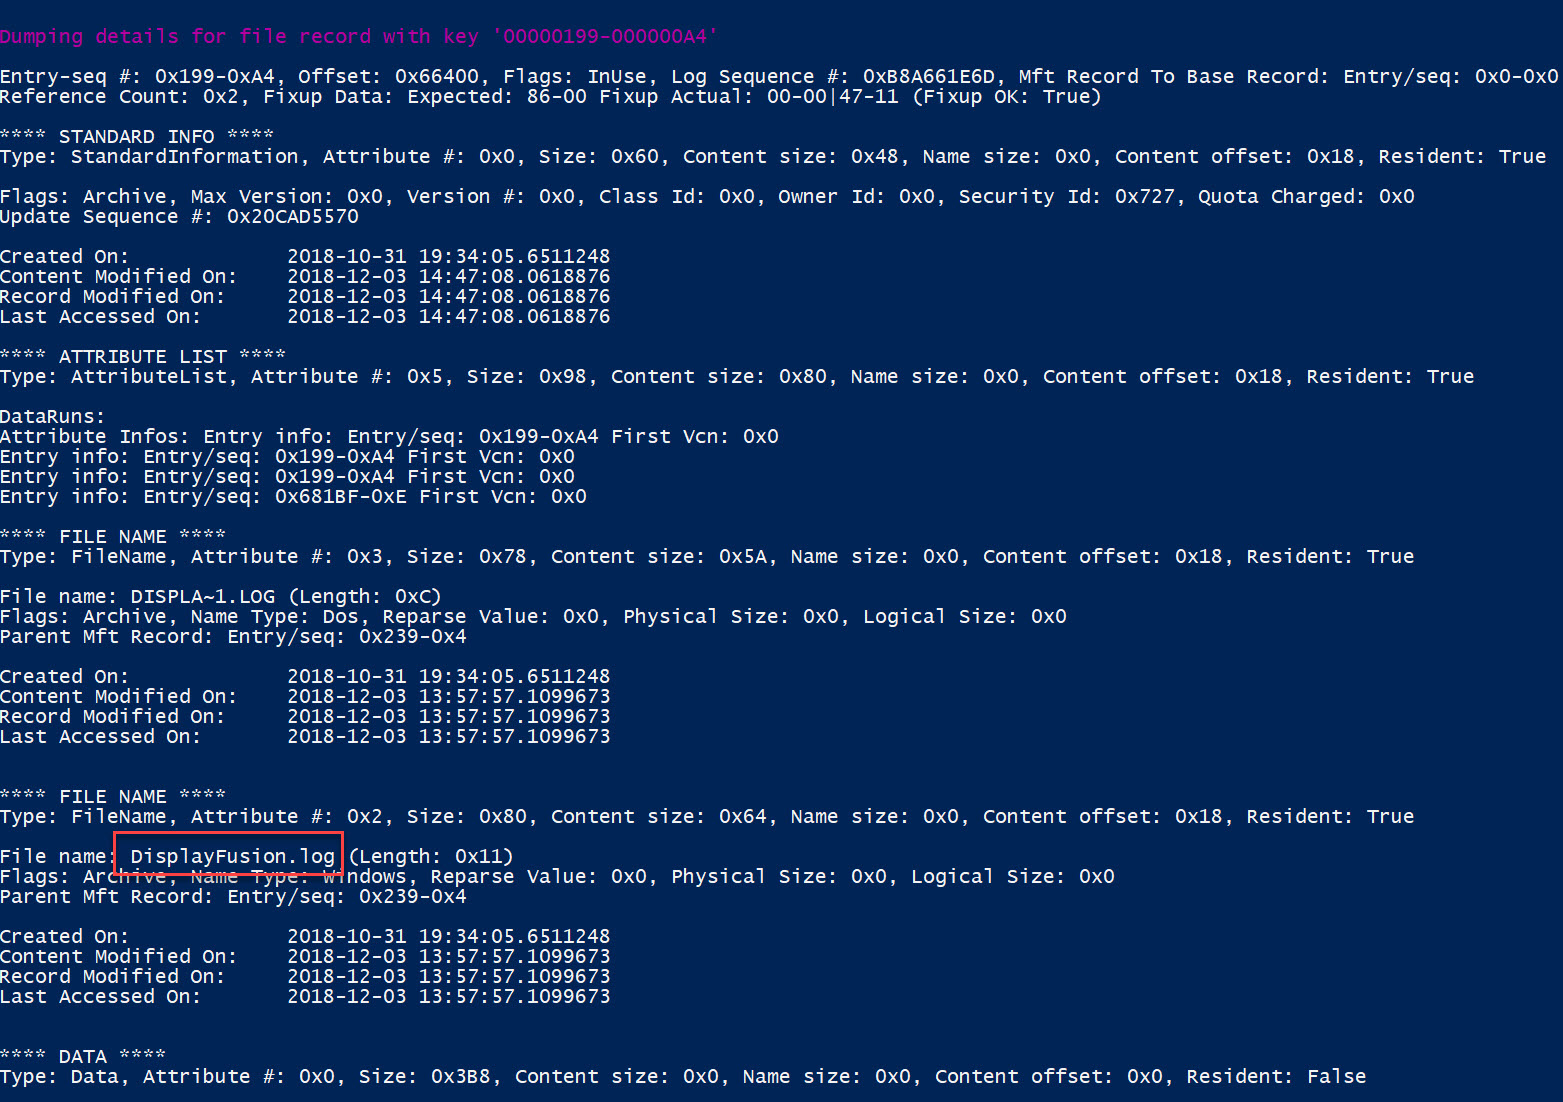 Dumping details for file record with key '00000199-000000A4'
Entry-seq #: 0x199-0xA4, Offset: 0x66400, Flags: InUse, Log Sequence #: 0xB8A661E6D, Mft Record To Base Record: Entry/seq: 0x0-0x0
Reference Count: 0x2, Fixup Data: Expected: 86-00 Fixup Actual: 00-00|47-11 (Fixup OK: True)
**** STANDARD INFO ****
Type: StandardInformation, Attribute #: 0x0, Size: 0x60, Content size: 0x48, Name size: 0x0, Content offset: 0x18, Resident: True
Flags: Archive, Max Version: 0x0, Version #: 0x0, Class Id: 0x0, Owner Id: 0x0, Security Id: 0x727, Quota Charged: 0x0
Update Sequence #: 0x20CAD5570
Created On: 2018-10-31 19:34:05.6511248
Content Modified On: 2018-12-03 14:47:08.0618876
Record Modified On: 2018-12-03 14:47:08.0618876
Last Accessed On: 2018-12-03 14:47:08.0618876
**** ATTRIBUTE LIST ****
Type: AttributeList, Attribute #: 0x5, Size: 0x98, Content size: 0x80, Name size: 0x0, Content offset: 0x18, Resident: True
DataRuns:
Attribute Infos: Entry info: Entry/seq: 0x199-0xA4 First Vcn: 0x0
Entry info: Entry/seq: 0x199-0xA4 First Vcn: 0x0
Entry info: Entry/seq: 0x199-0xA4 First Vcn: 0x0
Entry info: Entry/seq: 0x681BF-0xE First Vcn: 0x0
**** FILE NAME ****
Type: FileName, Attribute #: 0x3, Size: 0x78, Content size: 0x5A, Name size: 0x0, Content offset: 0x18, Resident: True
File name: DISPLA~1.LOG (Length: 0xC)
Flags: Archive, Name Type: Dos, Reparse Value: 0x0, Physical Size: 0x0, Logical Size: 0x0
Parent Mft Record: Entry/seq: 0x239-0x4
Created On: 2018-10-31 19:34:05.6511248
Content Modified On: 2018-12-03 13:57:57.1099673
Record Modified On: 2018-12-03 13:57:57.1099673
Last Accessed On: 2018-12-03 13:57:57.1099673
**** FILE NAME ****
Type: FileName, Attribute #: 0x2, Size: 0x80, Content size: 0x64, Name size: 0x0, Content offset: 0x18, Resident: True
File name: DisplayFusion.log (Length: 0x11)
Flags: Archive, Name Type: Windows, Reparse Value: 0x0, Physical Size: 0x0, Logical Size: 0x0
Parent Mft Record: Entry/seq: 0x239-0x4
Created On: 2018-10-31 19:34:05.6511248
Content Modified On: 2018-12-03 13:57:57.1099673
Record Modified On: 2018-12-03 13:57:57.1099673
Last Accessed On: 2018-12-03 13:57:57.1099673
**** DATA ****
Type: Data, Attribute #: 0x0, Size: 0x3B8, Content size: 0x0, Name size: 0x0, Content offset: 0x0, Resident: False